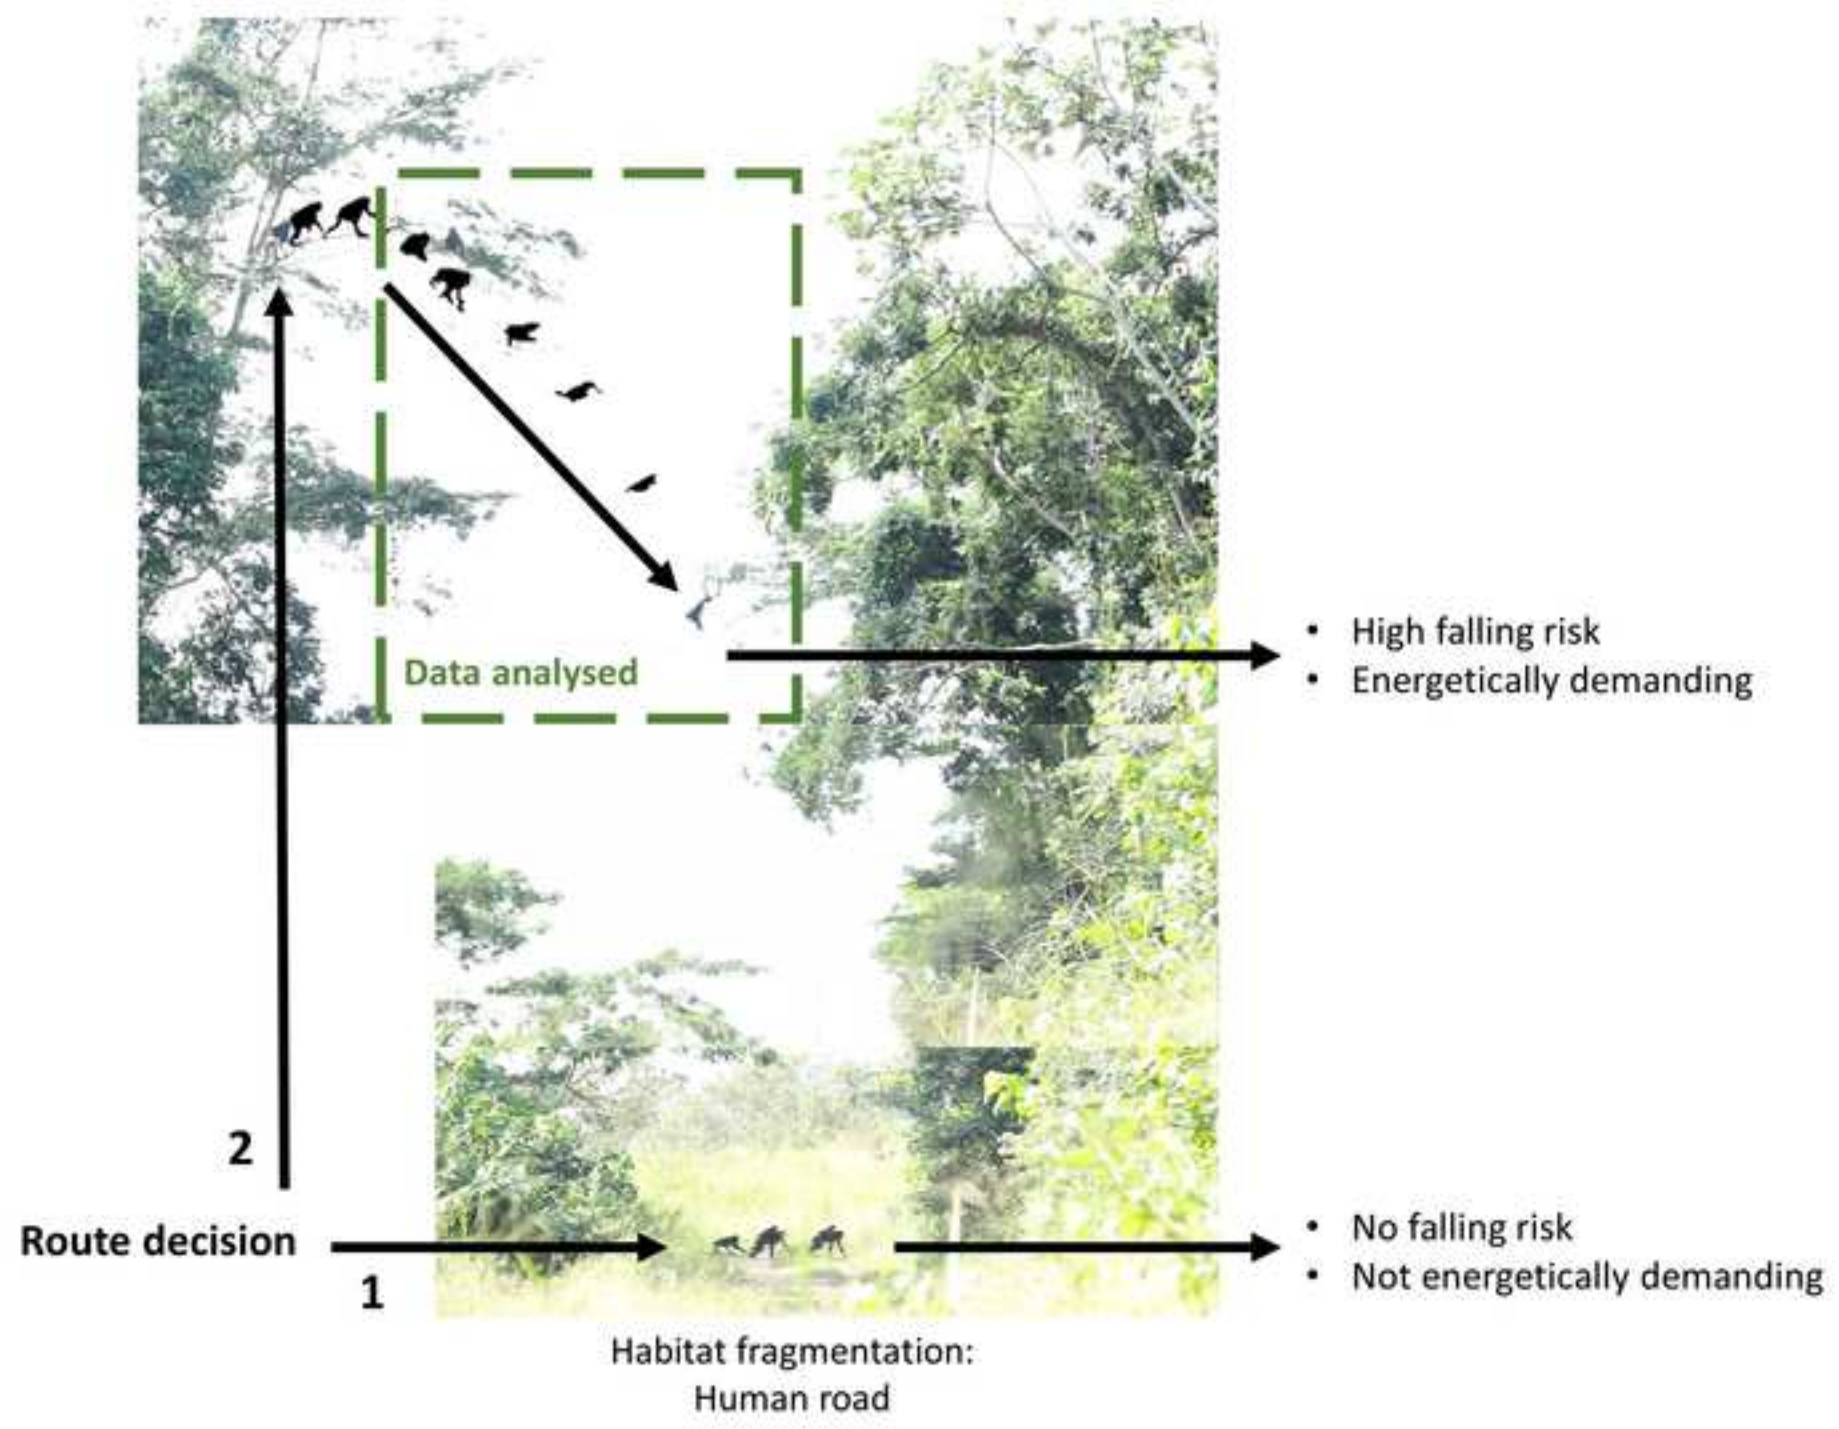 Data analysed
• High falling risk
• Energetically demanding
2
Route decision
1
• No falling risk
• Not energetically demanding
Habitat fragmentation:
Human road